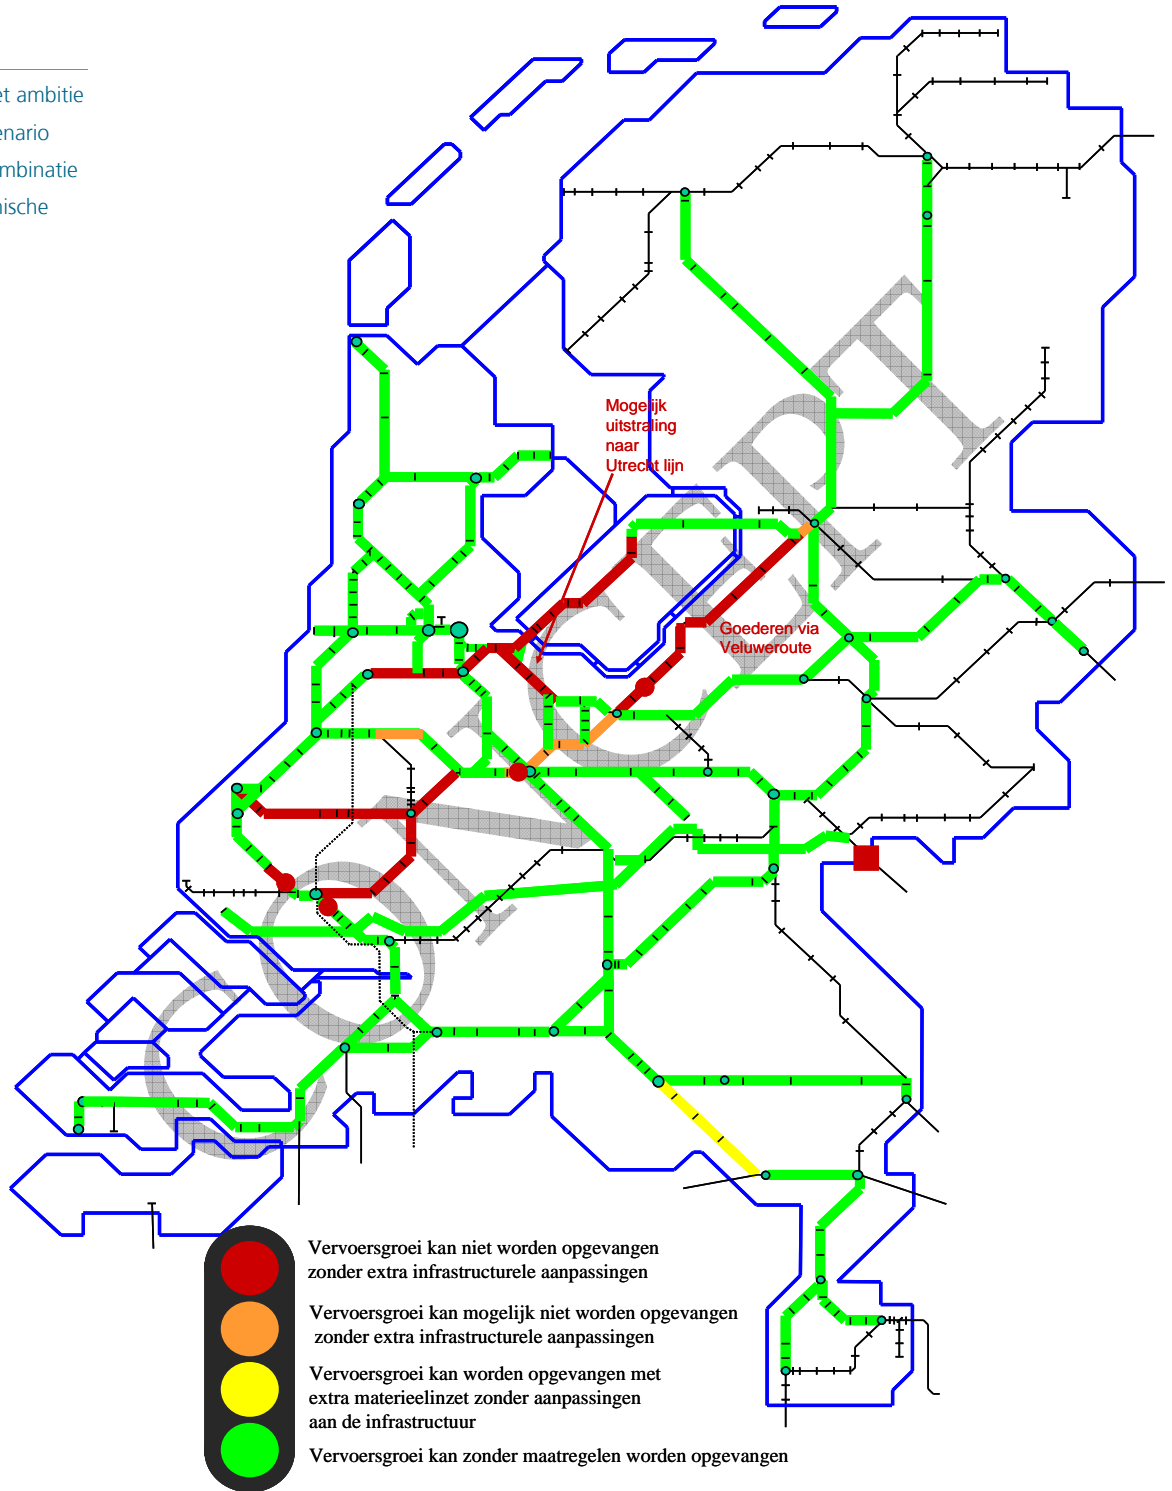 et ambitie
enario
mbinatie
nische
Mogelijk
uitstraling
naar
Utrecht lijn
Goederen via
Veluweroute
CONCEPT
Vervoersgroei kan niet worden opgevangen
zonder extra infrastructurele aanpassingen
Vervoersgroei kan mogelijk niet worden opgevangen
zonder extra infrastructurele aanpassingen
Vervoersgroei kan worden opgevangen met
extra materieelinzet zonder aanpassingen
aan de infrastructuur
Vervoersgroei kan zonder maatregelen worden opgevangen